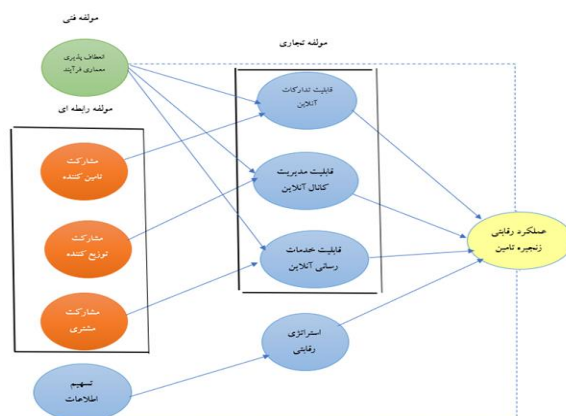 مولفه فنی
انعطاف پذیری
معماری فرآیند
مولفه تجاری
قابلیت تدارکات
آنلاین
مولفه رابطه ای
مشارکت
تامین کننده
قابلیت مدیریت
کانال آنلاین
مشارکت
توزیع کننده
عملکرد رقابتی
زنجیره تامین
قابلیت خدمات
رسانی آنلاین
مشارکت
مشتری
استراتژی
رقابتی
تسهیم
اطلاعات